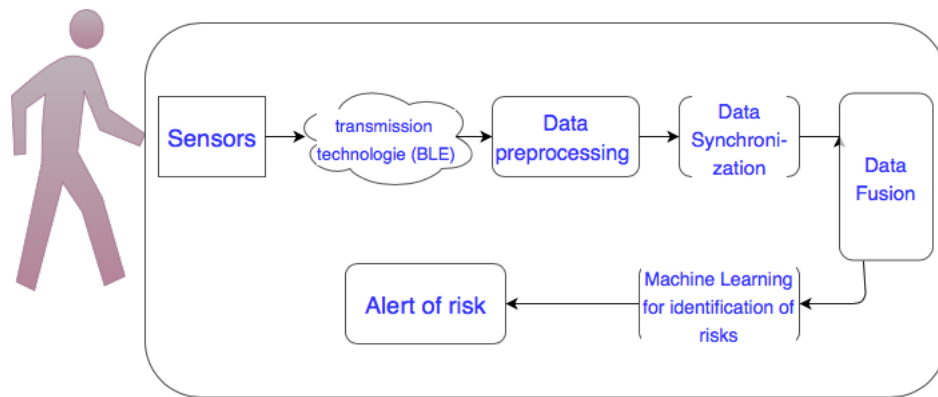 Sensors
transmission
technologie (BLE)
Data
preprocessing
Data
Synchroni-
zation
Data
Fusion
Machine Learning
for identification of
risks
Alert of risk